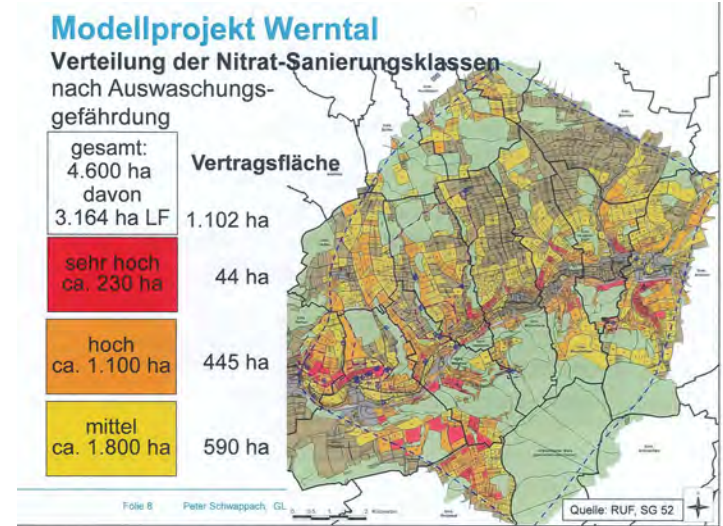 Modellprojekt Werntal
Verteilung der Nitrat-Sanierungsklassen
nach Auswaschungs-
gefährdung
gesamt:
4.600 ha
davon
3.164 ha LF
Vertragsfläche
1.102 ha
sehr hoch
ca. 230 ha
44 ha
hoch
ca. 1.100 ha
445 ha
mittel
ca. 1.800 ha
590 ha
Folie 8
Peter Schwappach, GL
Quelle: RUF, SG 52